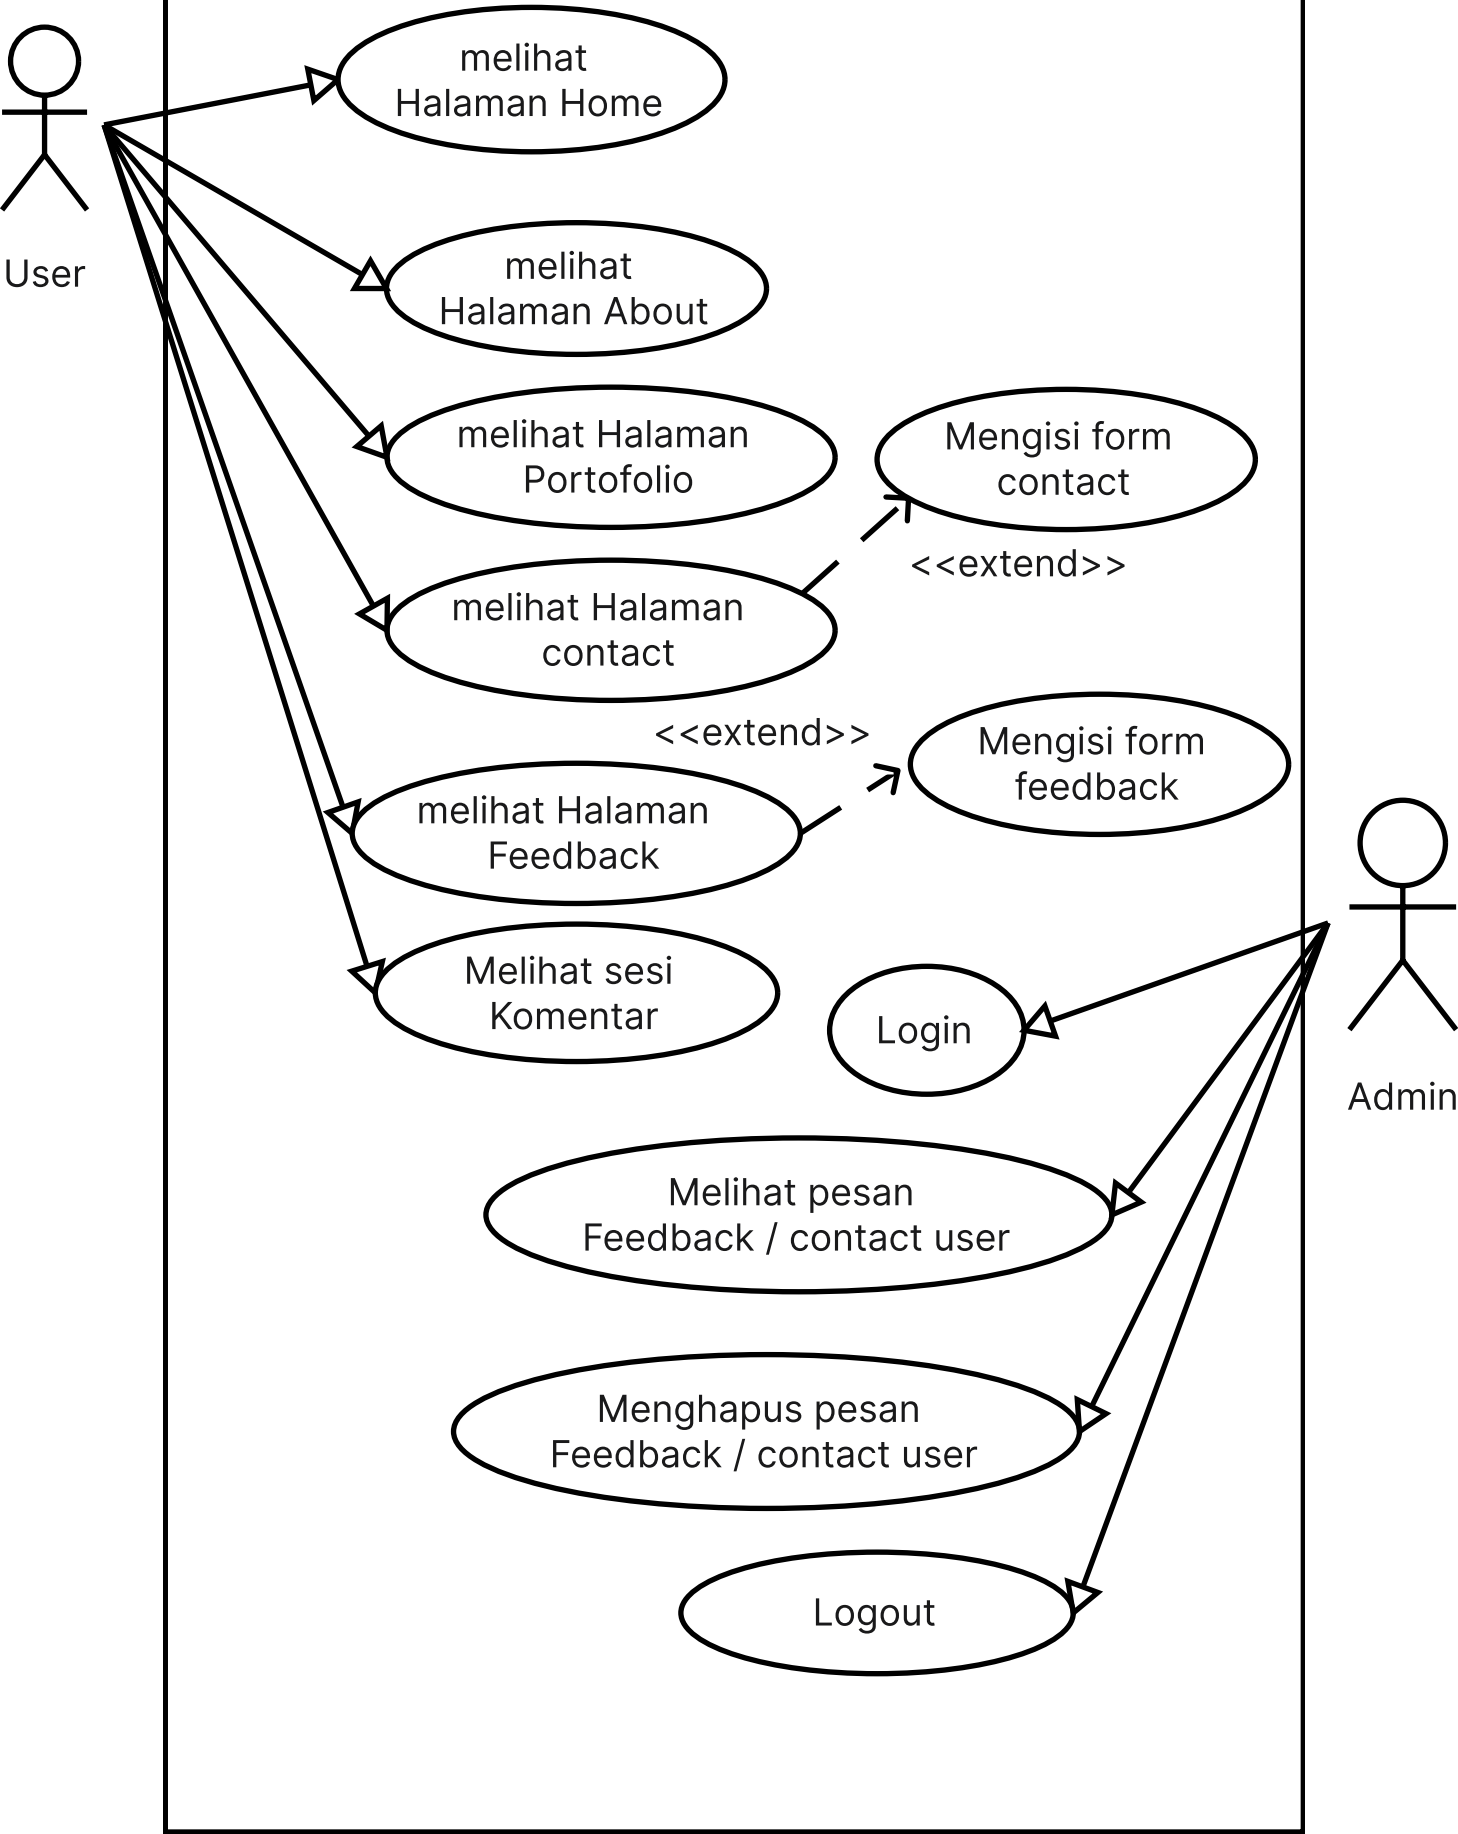 melihat
Halaman Home
User
melihat
Halaman About
melihat Halaman
Portofolio
Mengisi form
contact
<<extend>>
melihat Halaman
contact
<<extend>>
Mengisi form
feedback
melihat Halaman
Feedback
Melihat sesi
Komentar
Login
Admin
Melihat pesan
Feedback / contact user
Menghapus pesan
Feedback / contact user
Logout